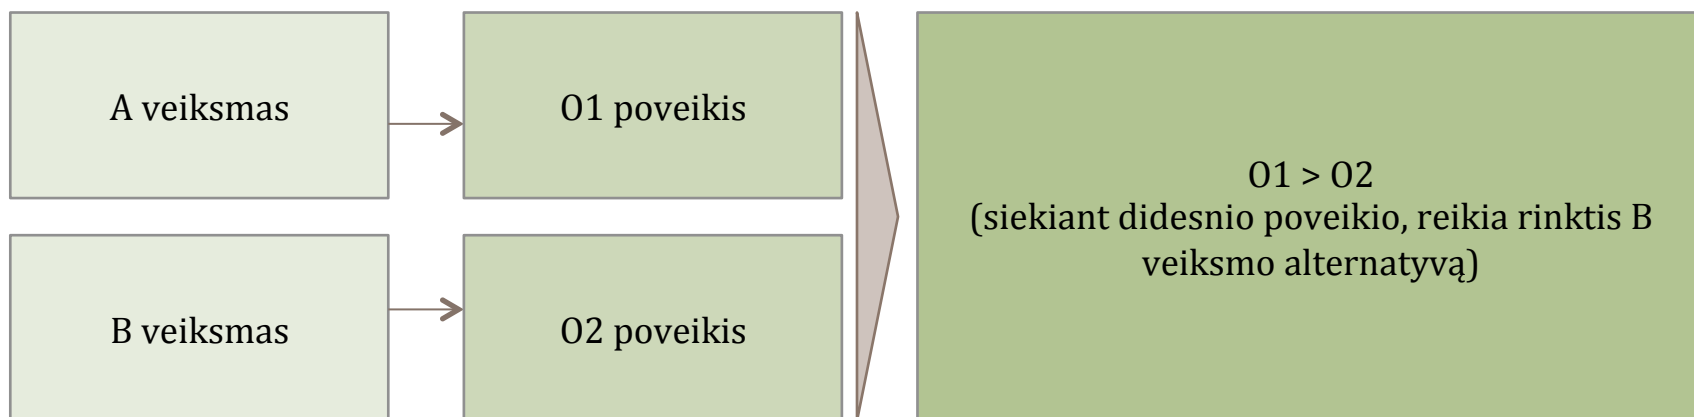 A veiksmas
O1 poveikis
B veiksmas
O2 poveikis
O1 > O2
(siekiant didesnio poveikio, reikia rinktis B
veiksmo alternatyvą)